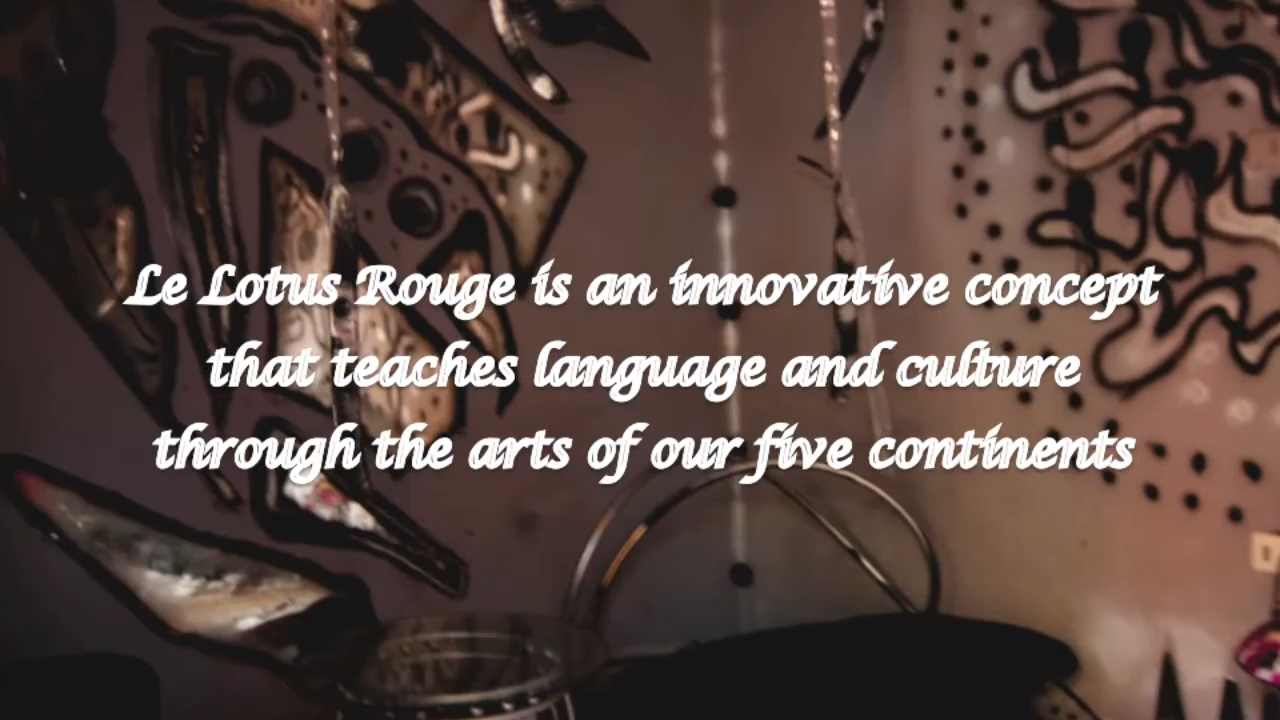 Le Lotus Rouge is an innovative concept
that teaches language and culture
through the arts of our five continents